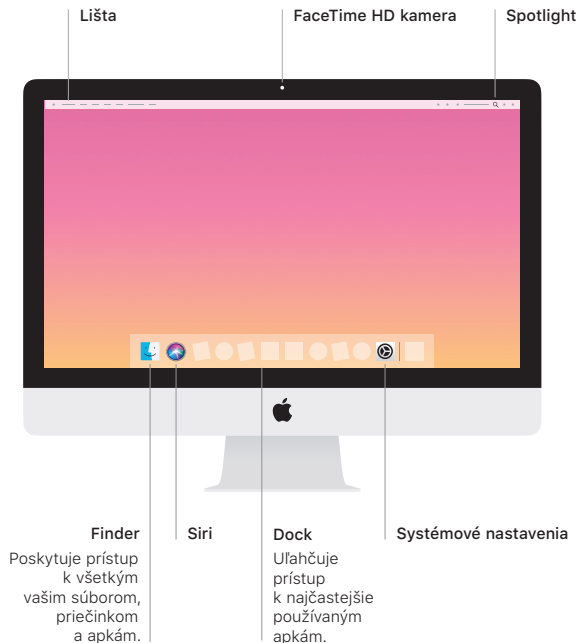 Lišta
FaceTime HD kamera
Spotlight
Finder
Poskytuje prístup
k všetkým
vašim súborom,
priečinkom
a apkám.
Siri
Dock
Uľahčuje
prístup
k najčastejšie
používaným
apkám.
Systémové nastavenia